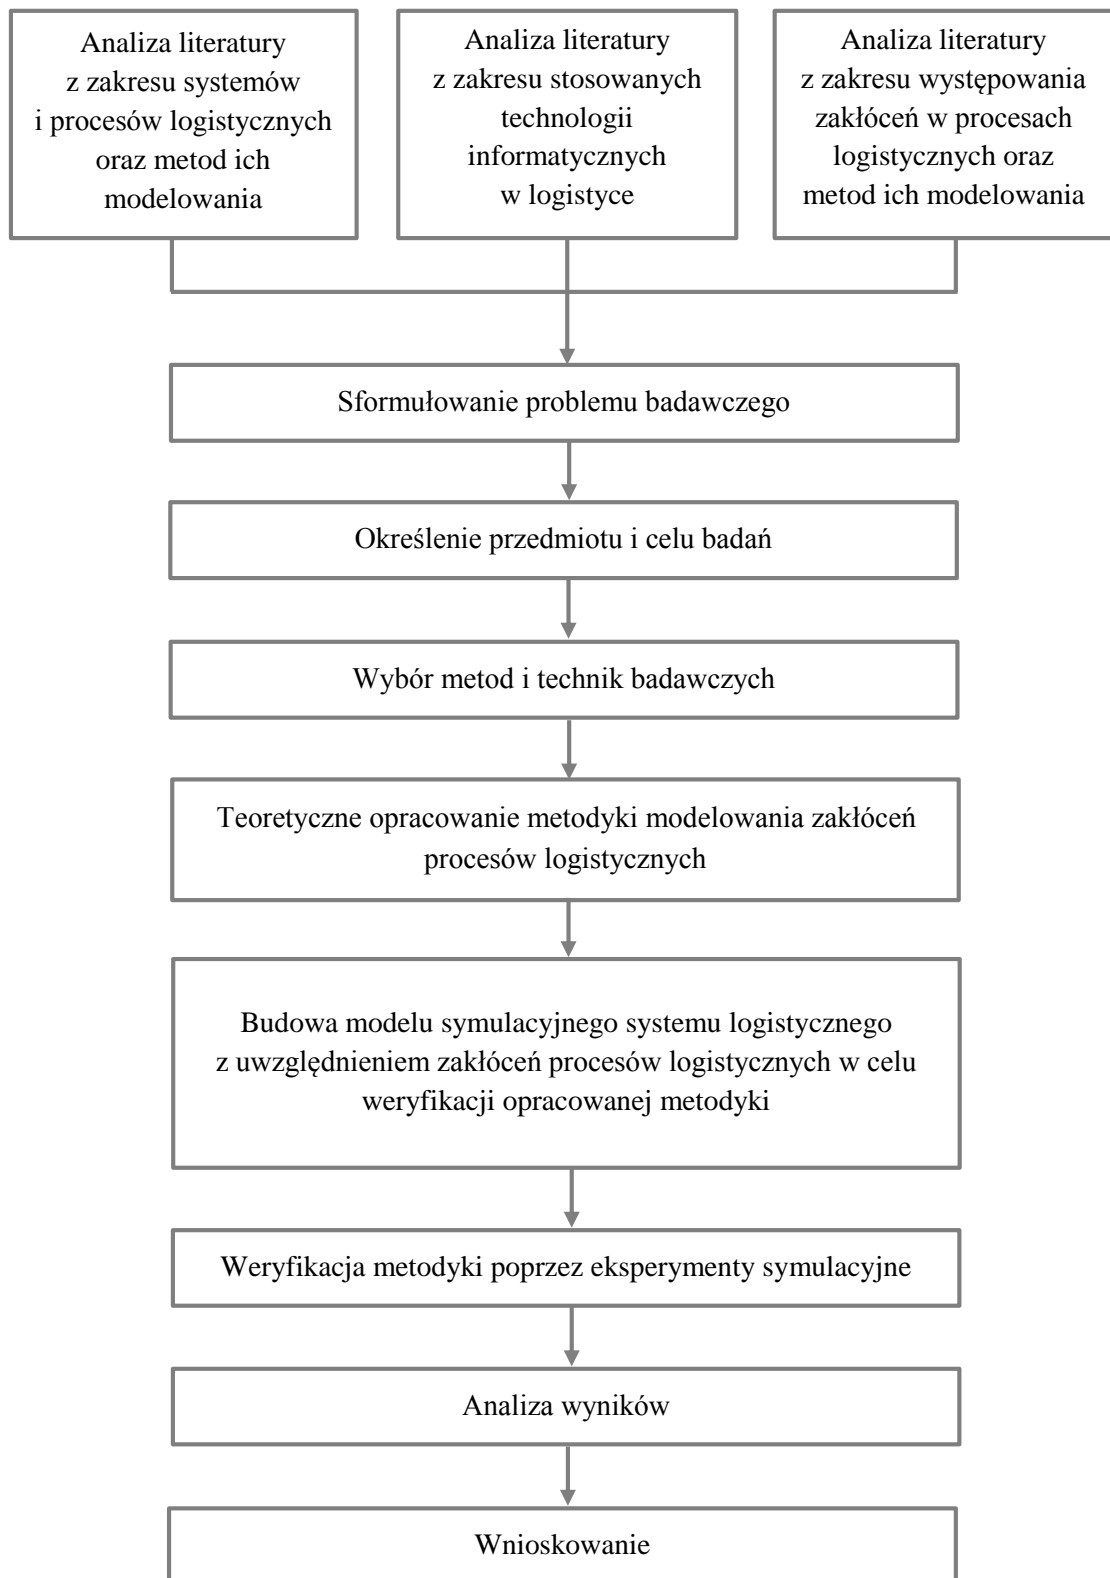 Analiza literatury
z zakresu systemów
i procesów logistycznych
oraz metod ich
modelowania
Analiza literatury
z zakresu stosowanych
technologii
informatycznych
w logistyce
Analiza literatury
z zakresu występowania
zakłóceń w procesach
logistycznych oraz
metod ich modelowania
Sformułowanie problemu badawczego
Określenie przedmiotu i celu badań
Wybór metod i technik badawczych
Teoretyczne opracowanie metodyki modelowania zakłóceń
procesów logistycznych
Budowa modelu symulacyjnego systemu logistycznego
z uwzględnieniem zakłóceń procesów logistycznych w celu
weryfikacji opracowanej metodyki
Weryfikacja metodyki poprzez eksperymenty symulacyjne
Analiza wyników
Wnioskowanie